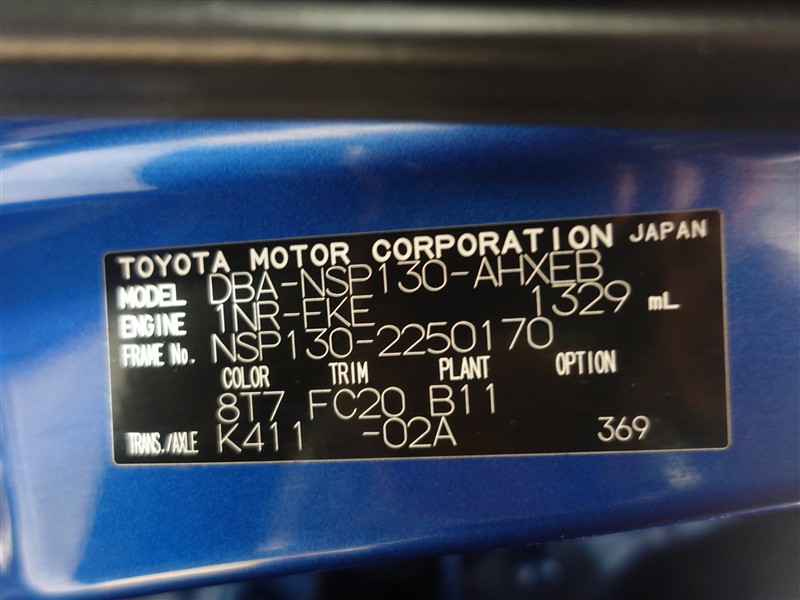 TOYOTA MOTOR CORPORATION JAPAN
MODEL DBA-NSP130-AHXEB
ENGINE 1NR-FKE 1329 mL
FRAME No. NSP130-2250170
COLOR TRIM PLANT OPTION
8T7 FC20 B11
TRANS./AXLE K411 -02A 369